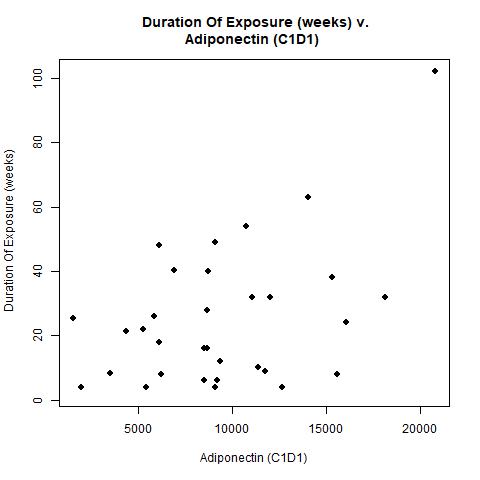 Duration Of Exposure (weeks) v.
Adiponectin (C1D1)
Duration Of Exposure (weeks)
100
80
60
40
20
0
5000 10000 15000 20000
Adiponectin (C1D1)